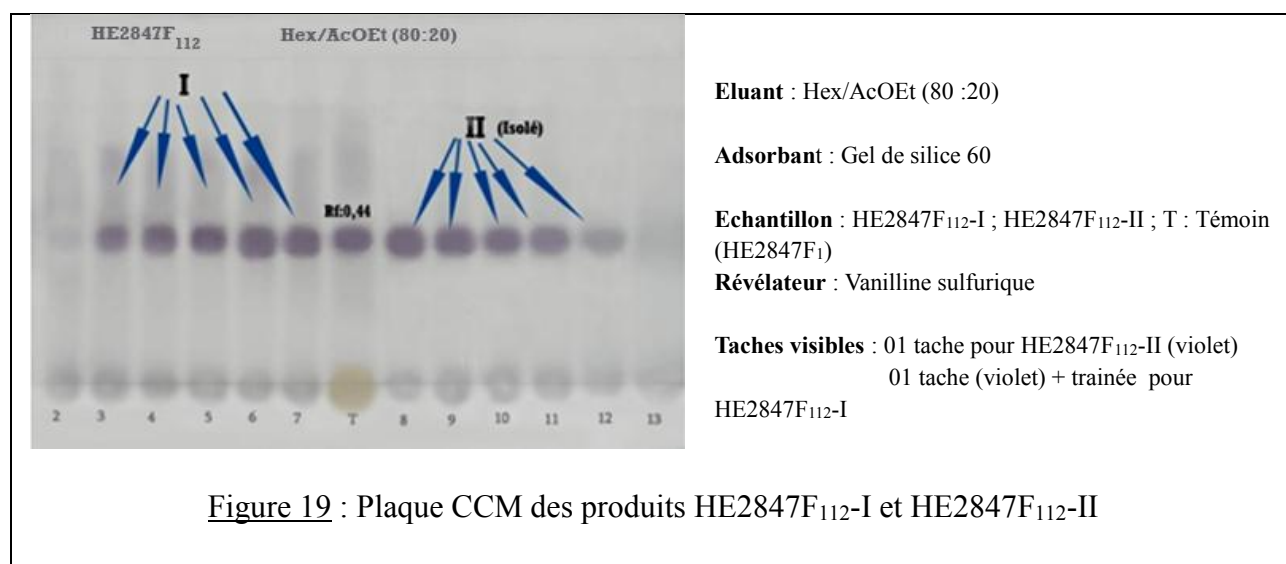 HE2847F112 Hex/AcOEt (80:20)
I
II (Isolé)
Rf:0,44
2 3 4 5 6 7 T 8 9 10 11 12 13
Eluant : Hex/AcOEt (80 :20)
Adsorbant : Gel de silice 60
Echantillon : HE2847F112-I ; HE2847F112-II ; T : Témoin
(HE2847F1)
Révélateur : Vanilline sulfurique
Taches visibles : 01 tache pour HE2847F112-II (violet)
01 tache (violet) + trainée pour
HE2847F112-I
Figure 19 : Plaque CCM des produits HE2847F112-I et HE2847F112-II